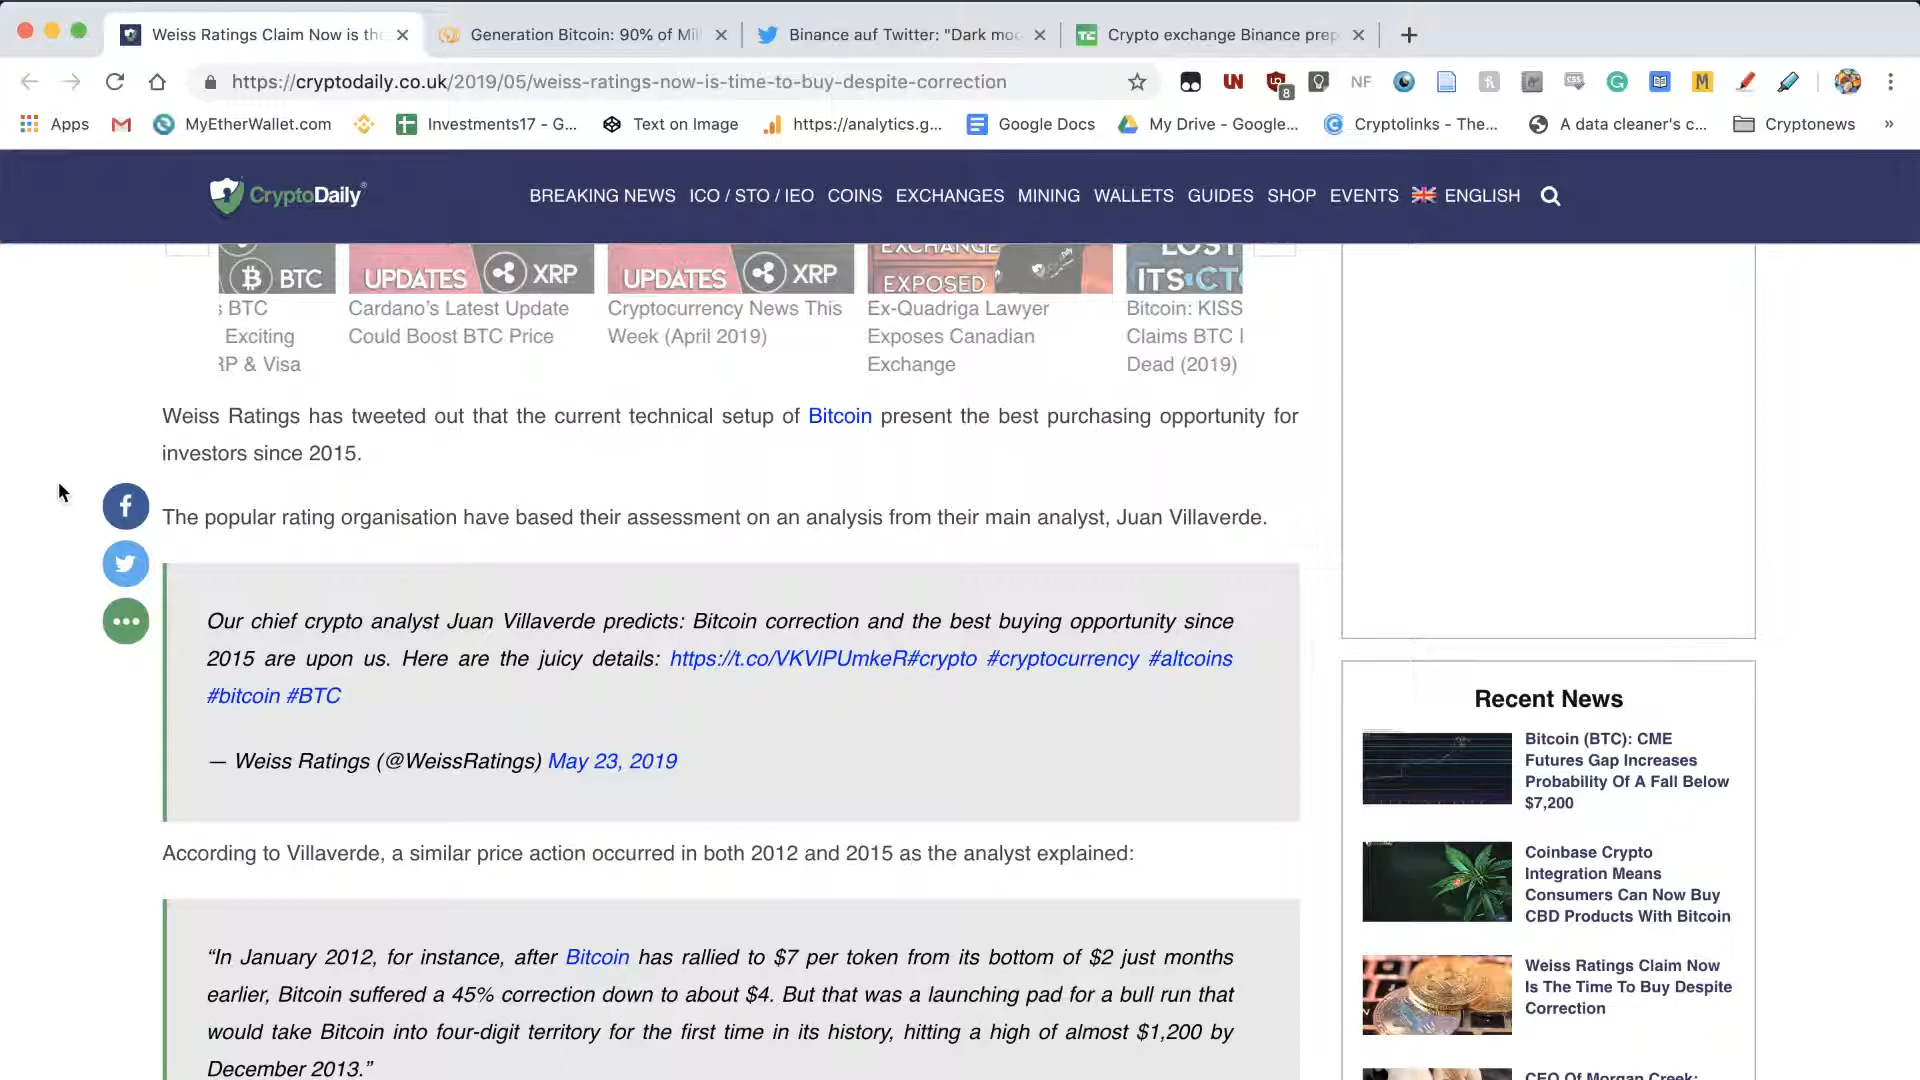 Weiss Ratings Claim Now is the
Generation Bitcoin: 90% of Mil
Binance auf Twitter: "Dark mo
TC
Crypto exchange Binance prep
https://cryptodaily.co.uk/2019/05/weiss-ratings-now-is-time-to-buy-despite-correction
UN
8
NF
CSS
M
Apps
MyEtherWallet.com
Investments17 - G...
Text on Image
https://analytics.g...
Google Docs
My Drive - Google...
Cryptolinks - The...
A data cleaner's c...
Cryptonews
»
CryptoDaily
BREAKING NEWS ICO / STO / IEO COINS EXCHANGES MINING WALLETS GUIDES SHOP EVENTS ENGLISH
BTC
UPDATES XRP
UPDATES XRP
EXCHANGE
EXPOSED
LOST
ITS
BTC
Exciting
& Visa
Cardano's Latest Update
Could Boost BTC Price
Cryptocurrency News This
Week (April 2019)
Ex-Quadriga Lawyer
Exposes Canadian
Exchange
Bitcoin: KISS
Claims BTC
Dead (2019)
Weiss Ratings has tweeted out that the current technical setup of Bitcoin present the best purchasing opportunity for
investors since 2015.
The popular rating organisation have based their assessment on an analysis from their main analyst, Juan Villaverde.
Our chief crypto analyst Juan Villaverde predicts: Bitcoin correction and the best buying opportunity since
2015 are upon us. Here are the juicy details: https://t.co/VKVlPUmkeR#crypto #cryptocurrency #altcoins
#bitcoin #BTC
— Weiss Ratings (@WeissRatings) May 23, 2019
According to Villaverde, a similar price action occurred in both 2012 and 2015 as the analyst explained:
“In January 2012, for instance, after Bitcoin has rallied to $7 per token from its bottom of $2 just months
earlier, Bitcoin suffered a 45% correction down to about $4. But that was a launching pad for a bull run that
would take Bitcoin into four-digit territory for the first time in its history, hitting a high of almost $1,200 by
December 2013.”
Recent News
Bitcoin (BTC): CME
Futures Gap Increases
Probability Of A Fall Below
$7,200
Coinbase Crypto
Integration Means
Consumers Can Now Buy
CBD Products With Bitcoin
Weiss Ratings Claim Now
Is The Time To Buy Despite
Correction
CEO Of Morgan Creek: